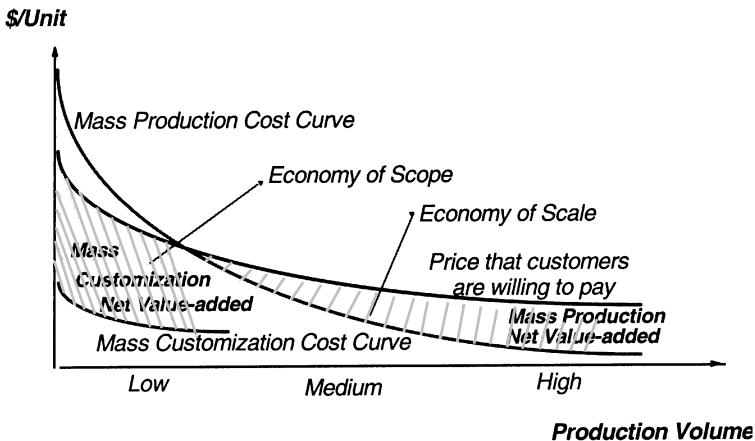 $/Unit
Mass Production Cost Curve
Economy of Scope
Economy of Scale
Price that customers
are willing to pay
Mass
Customization
Net Value-added
Mass Production
Net Value-added
Mass Customization Cost Curve
Low
Medium
High
Production Volume